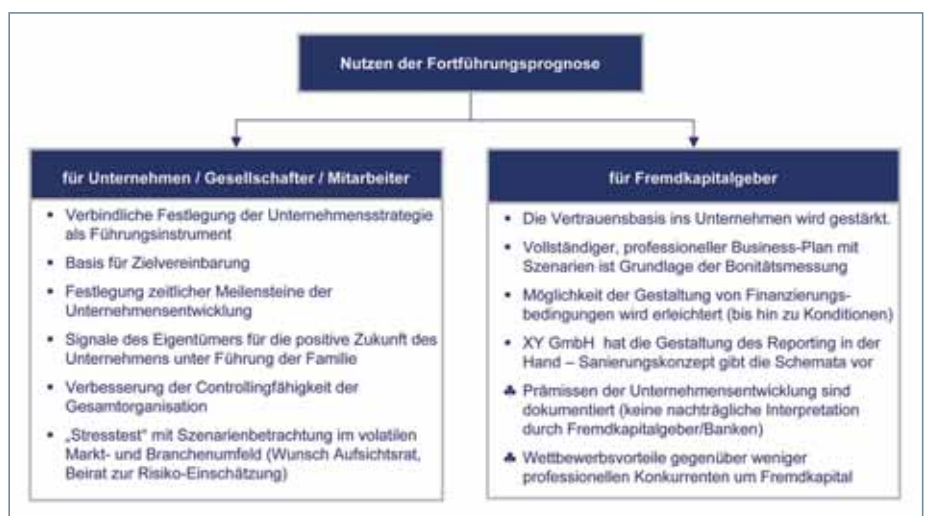 Nutzen der Fortführungsprognose
für Unternehmen / Gesellschafter / Mitarbeiter
▪ Verbindliche Festlegung der Unternehmensstrategie
als Führungsinstrument
▪ Basis für Zielvereinbarung
▪ Festlegung zeitlicher Meilensteine der
Unternehmensentwicklung
▪ Signale des Eigentümers für die positive Zukunft des
Unternehmens unter Führung der Familie
▪ Verbesserung der Controllingfähigkeit der
Gesamtorganisation
▪ „Stresstest" mit Szenarienbetrachtung im volatilen
Markt- und Branchenumfeld (Wunsch Aufsichtsrat,
Beirat zur Risiko-Einschätzung)
für Fremdkapitalgeber
▪ Die Vertrauensbasis ins Unternehmen wird gestärkt.
▪ Vollständiger, professioneller Business-Plan mit
Szenarien ist Grundlage der Bonitätsmessung
▪ Möglichkeit der Gestaltung von Finanzierungs-
bedingungen wird erleichtert (bis hin zu Konditionen)
▪ XY GmbH hat die Gestaltung des Reporting in der
Hand – Sanierungskonzept gibt die Schemata vor
♣ Prämissen der Unternehmensentwicklung sind
dokumentiert (keine nachträgliche Interpretation
durch Fremdkapitalgeber/Banken)
♣ Wettbewerbsvorteile gegenüber weniger
professionellen Konkurrenten um Fremdkapital